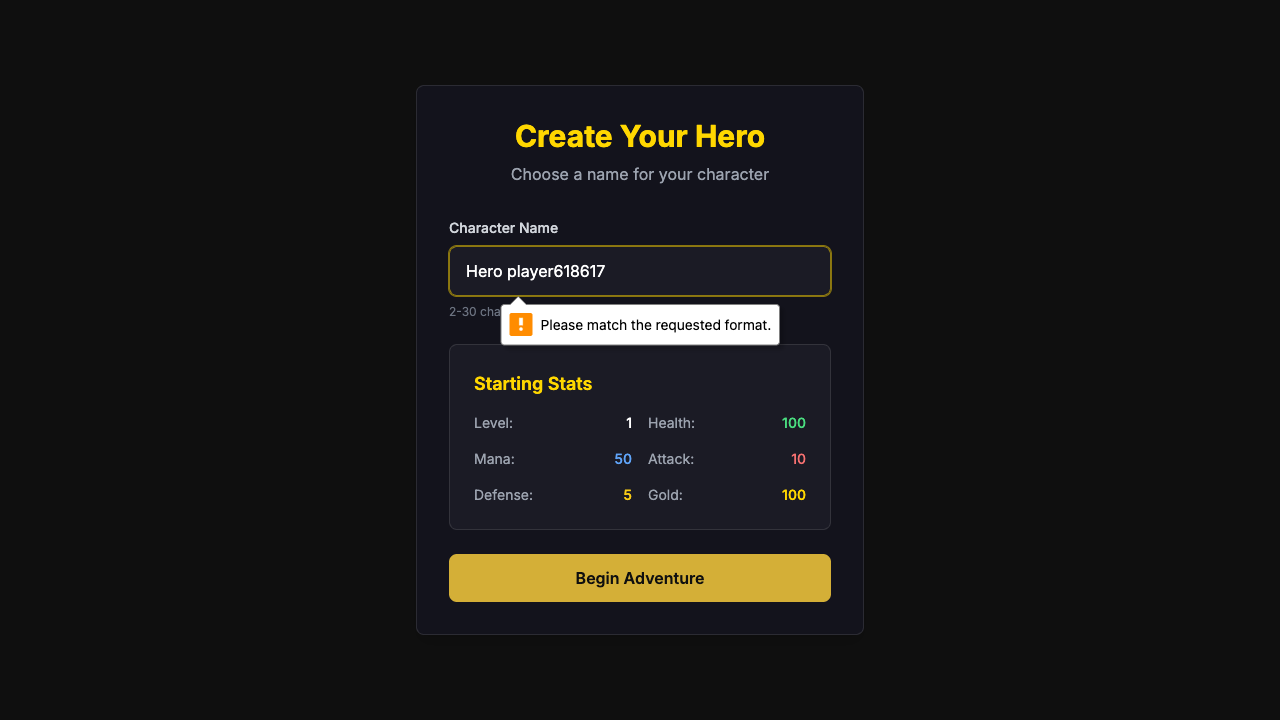 Create Your Hero
Choose a name for your character
Character Name
Hero player618617
2-30 cha
Please match the requested format.
Starting Stats
Level: 1 Health: 100
Mana: 50 Attack: 10
Defense: 5 Gold: 100
Begin Adventure